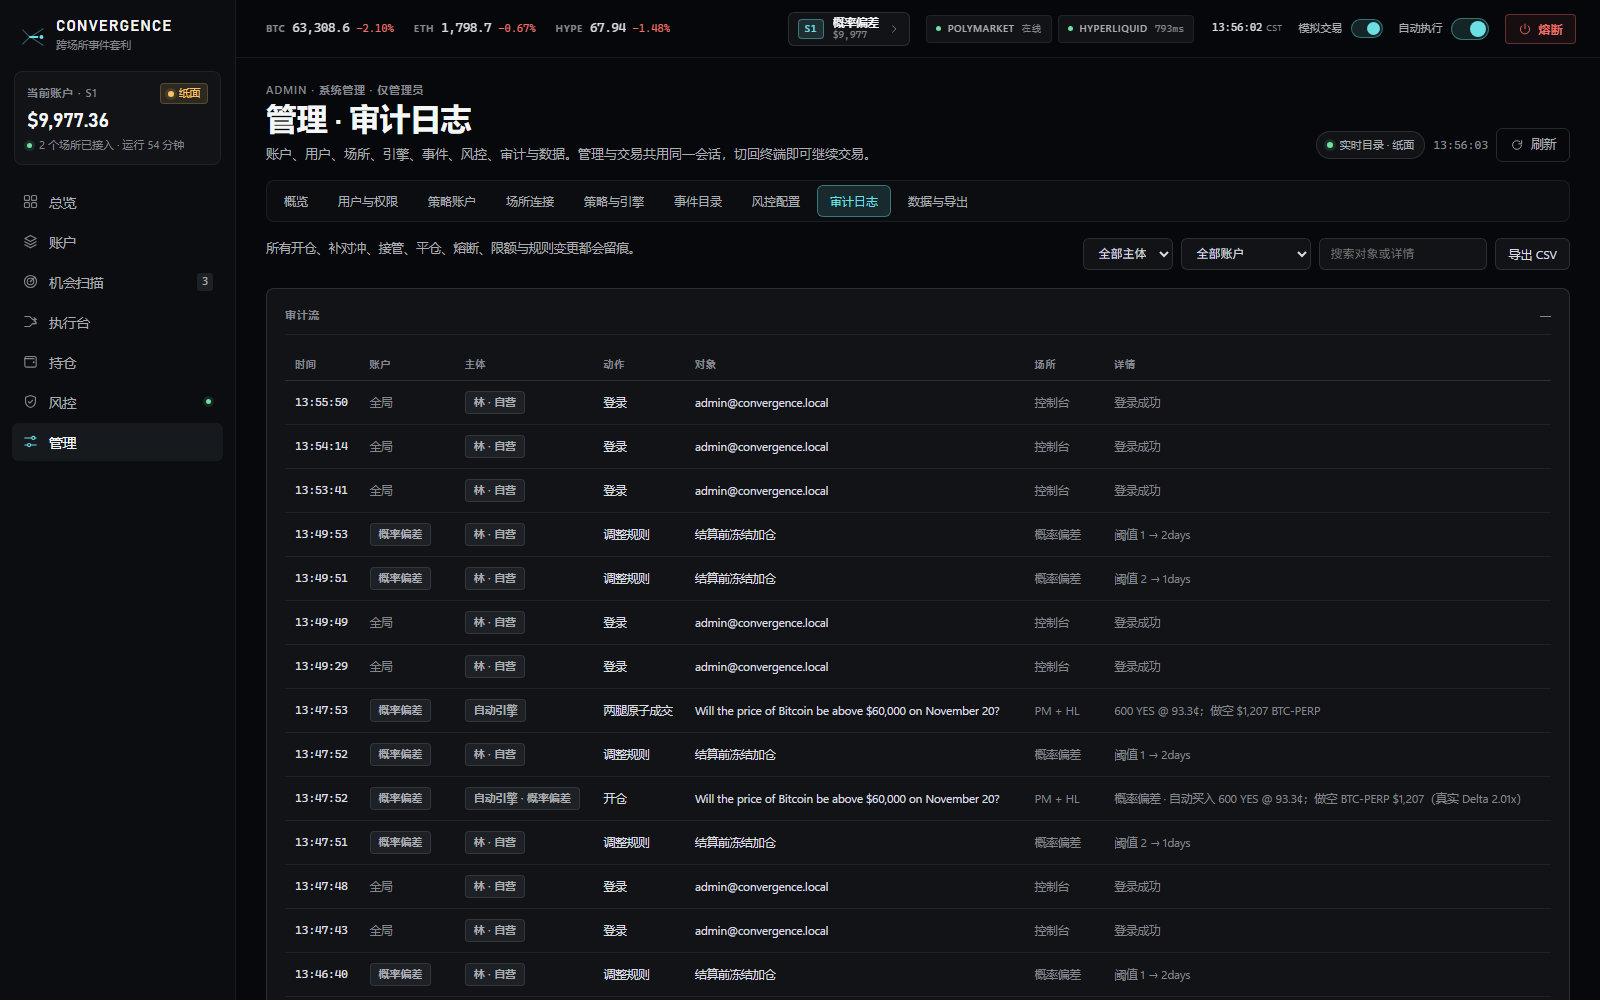 CONVERGENCE
跨场所事件套利
当前账户 · S1
纸面
$9,977.36
2 个场所已接入 · 运行 54 分钟
总览
账户
机会扫描
3
执行台
持仓
风控
管理
BTC 63,308.6 −2.10%
ETH 1,798.7 −0.67%
HYPE 67.94 −1.48%
S1
概率偏差
$9,977
POLYMARKET 在线
HYPERLIQUID 793ms
13:56:02 CST
模拟交易
自动执行
熔断
ADMIN · 系统管理 · 仅管理员
管理 · 审计日志
账户、用户、场所、引擎、事件、风控、审计与数据。管理与交易共用同一会话，切回终端即可继续交易。
实时目录 · 纸面
13:56:03
刷新
概览 用户与权限 策略账户 场所连接 策略与引擎 事件目录 风控配置 审计日志 数据与导出
所有开仓、补对冲、接管、平仓、熔断、限额与规则变更都会留痕。
全部主体
全部账户
搜索对象或详情
导出 CSV
审计流
时间 账户 主体 动作 对象 场所 详情
13:55:50 全局 林 · 自营 登录 admin@convergence.local 控制台 登录成功
13:54:14 全局 林 · 自营 登录 admin@convergence.local 控制台 登录成功
13:53:41 全局 林 · 自营 登录 admin@convergence.local 控制台 登录成功
13:49:53 概率偏差 林 · 自营 调整规则 结算前冻结加仓 概率偏差 阈值 1 → 2days
13:49:51 概率偏差 林 · 自营 调整规则 结算前冻结加仓 概率偏差 阈值 2 → 1days
13:49:49 全局 林 · 自营 登录 admin@convergence.local 控制台 登录成功
13:49:29 全局 林 · 自营 登录 admin@convergence.local 控制台 登录成功
13:47:53 概率偏差 自动引擎 两腿原子成交 Will the price of Bitcoin be above $60,000 on November 20? PM + HL 600 YES @ 93.3¢；做空 $1,207 BTC-PERP
13:47:52 概率偏差 林 · 自营 调整规则 结算前冻结加仓 概率偏差 阈值 1 → 2days
13:47:52 概率偏差 自动引擎 · 概率偏差 开仓 Will the price of Bitcoin be above $60,000 on November 20? PM + HL 概率偏差 · 自动买入 600 YES @ 93.3¢；做空 BTC-PERP $1,207（真实 Delta 2.01x）
13:47:51 概率偏差 林 · 自营 调整规则 结算前冻结加仓 概率偏差 阈值 2 → 1days
13:47:48 全局 林 · 自营 登录 admin@convergence.local 控制台 登录成功
13:47:43 全局 林 · 自营 登录 admin@convergence.local 控制台 登录成功
13:46:40 概率偏差 林 · 自营 调整规则 结算前冻结加仓 概率偏差 阈值 1 → 2days